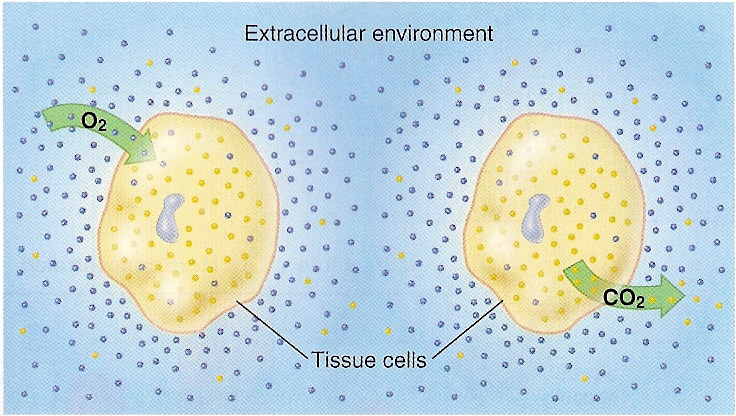 Extracellular environment
O₂
CO₂
Tissue cells